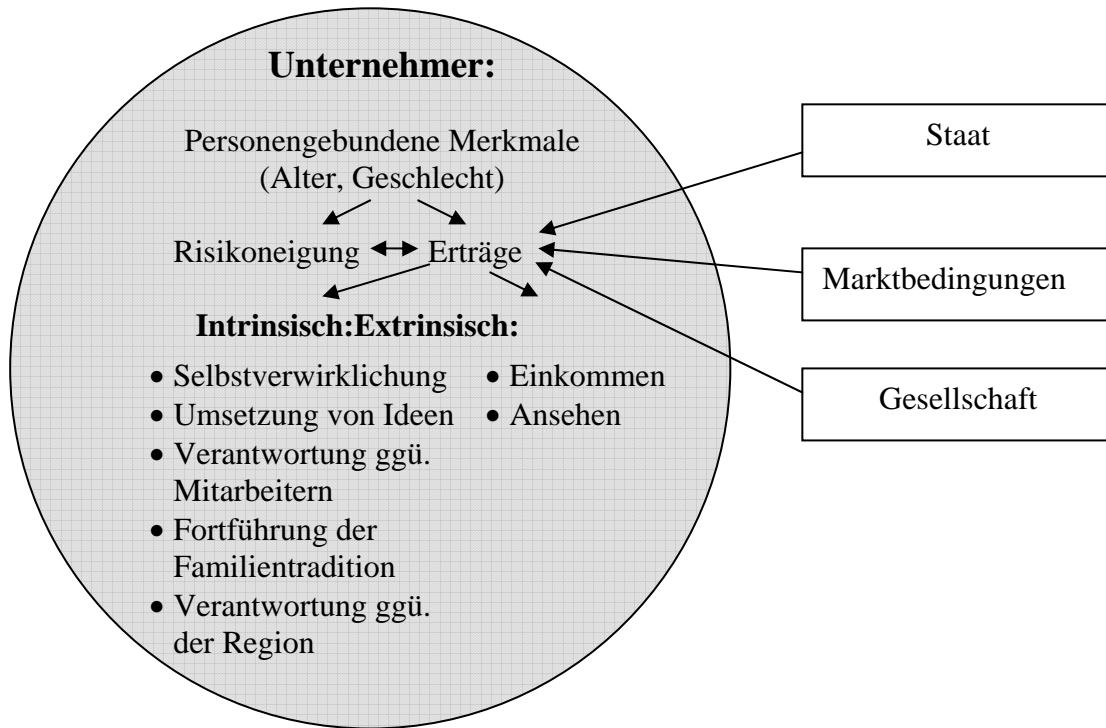 Unternehmer:
Personengebundene Merkmale
(Alter, Geschlecht)
Risikoneigung Erträge
Intrinsisch:Extrinsisch:
• Selbstverwirklichung
• Umsetzung von Ideen
• Verantwortung ggü.
Mitarbeitern
• Fortführung der
Familientradition
• Verantwortung ggü.
der Region
• Einkommen
• Ansehen
Staat
Marktbedingungen
Gesellschaft